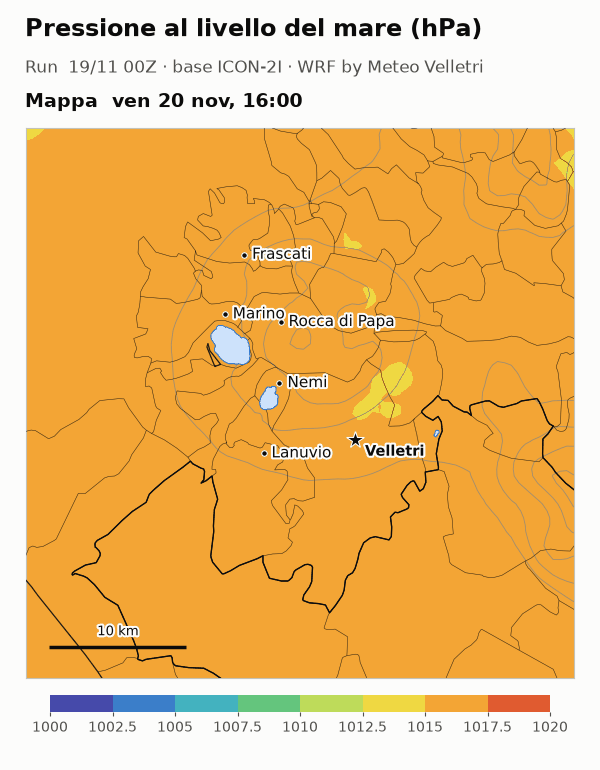 Pressione al livello del mare (hPa)
Run 19/11 00Z · base ICON-2I · WRF by Meteo Velletri
Mappa ven 20 nov, 16:00
Frascati
Marino
Rocca di Papa
Nemi
Velletri
Lanuvio
10 km
1000 1002.5 1005 1007.5 1010 1012.5 1015 1017.5 1020